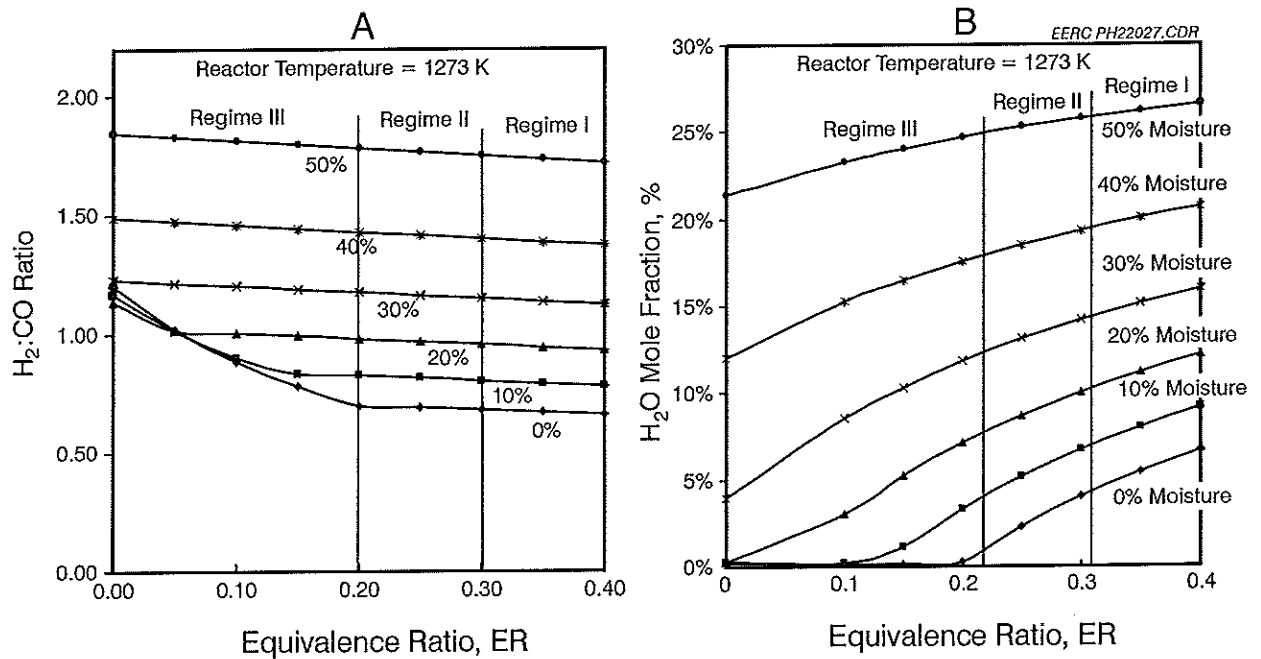 A
Reactor Temperature = 1273 K
Regime III
Regime II
Regime I
2.00
1.50
1.00
0.50
0.00
H₂:CO Ratio
50%
40%
30%
20%
10%
0%
0.00
0.10
0.20
0.30
0.40
Equivalence Ratio, ER
B
EERC PH22027.CDR
Reactor Temperature = 1273 K
Regime III
Regime II
Regime I
30%
25%
20%
15%
10%
5%
0%
H₂O Mole Fraction, %
50% Moisture
40% Moisture
30% Moisture
20% Moisture
10% Moisture
0% Moisture
0
0.1
0.2
0.3
0.4
Equivalence Ratio, ER